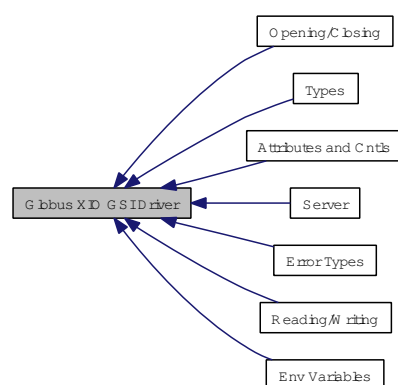 Opening/Closing
Types
Attributes and Cntls
Globus XIO GSI Driver
Server
Error Types
Reading/Writing
Env Variables